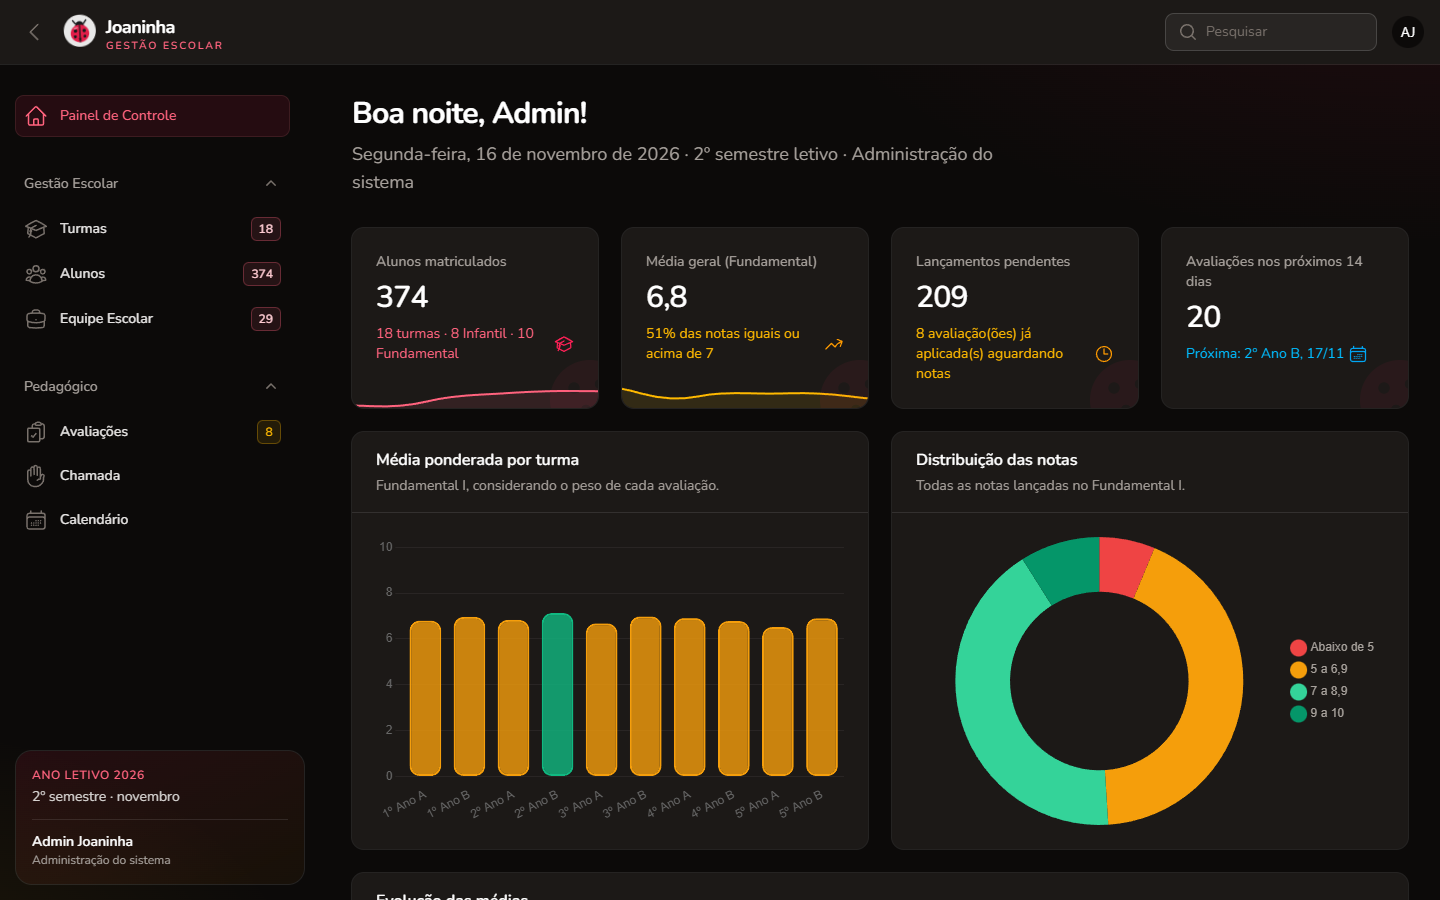 Joaninha
GESTÃO ESCOLAR
Pesquisar
AJ
Painel de Controle
Gestão Escolar
Turmas
18
Alunos
374
Equipe Escolar
29
Pedagógico
Avaliações
8
Chamada
Calendário
ANO LETIVO 2026
2º semestre · novembro
Admin Joaninha
Administração do sistema
Boa noite, Admin!
Segunda-feira, 16 de novembro de 2026 · 2º semestre letivo · Administração do
sistema
Alunos matriculados
374
18 turmas · 8 Infantil · 10
Fundamental
Média geral (Fundamental)
6,8
51% das notas iguais ou
acima de 7
Lançamentos pendentes
209
8 avaliação(ões) já
aplicada(s) aguardando
notas
Avaliações nos próximos 14
dias
20
Próxima: 2º Ano B, 17/11
Média ponderada por turma
Fundamental I, considerando o peso de cada avaliação.
10
8
6
4
2
0
1º Ano A
1º Ano B
2º Ano A
2º Ano B
3º Ano A
3º Ano B
4º Ano A
4º Ano B
5º Ano A
5º Ano B
Distribuição das notas
Todas as notas lançadas no Fundamental I.
Abaixo de 5
5 a 6,9
7 a 8,9
9 a 10
Evolução das médias